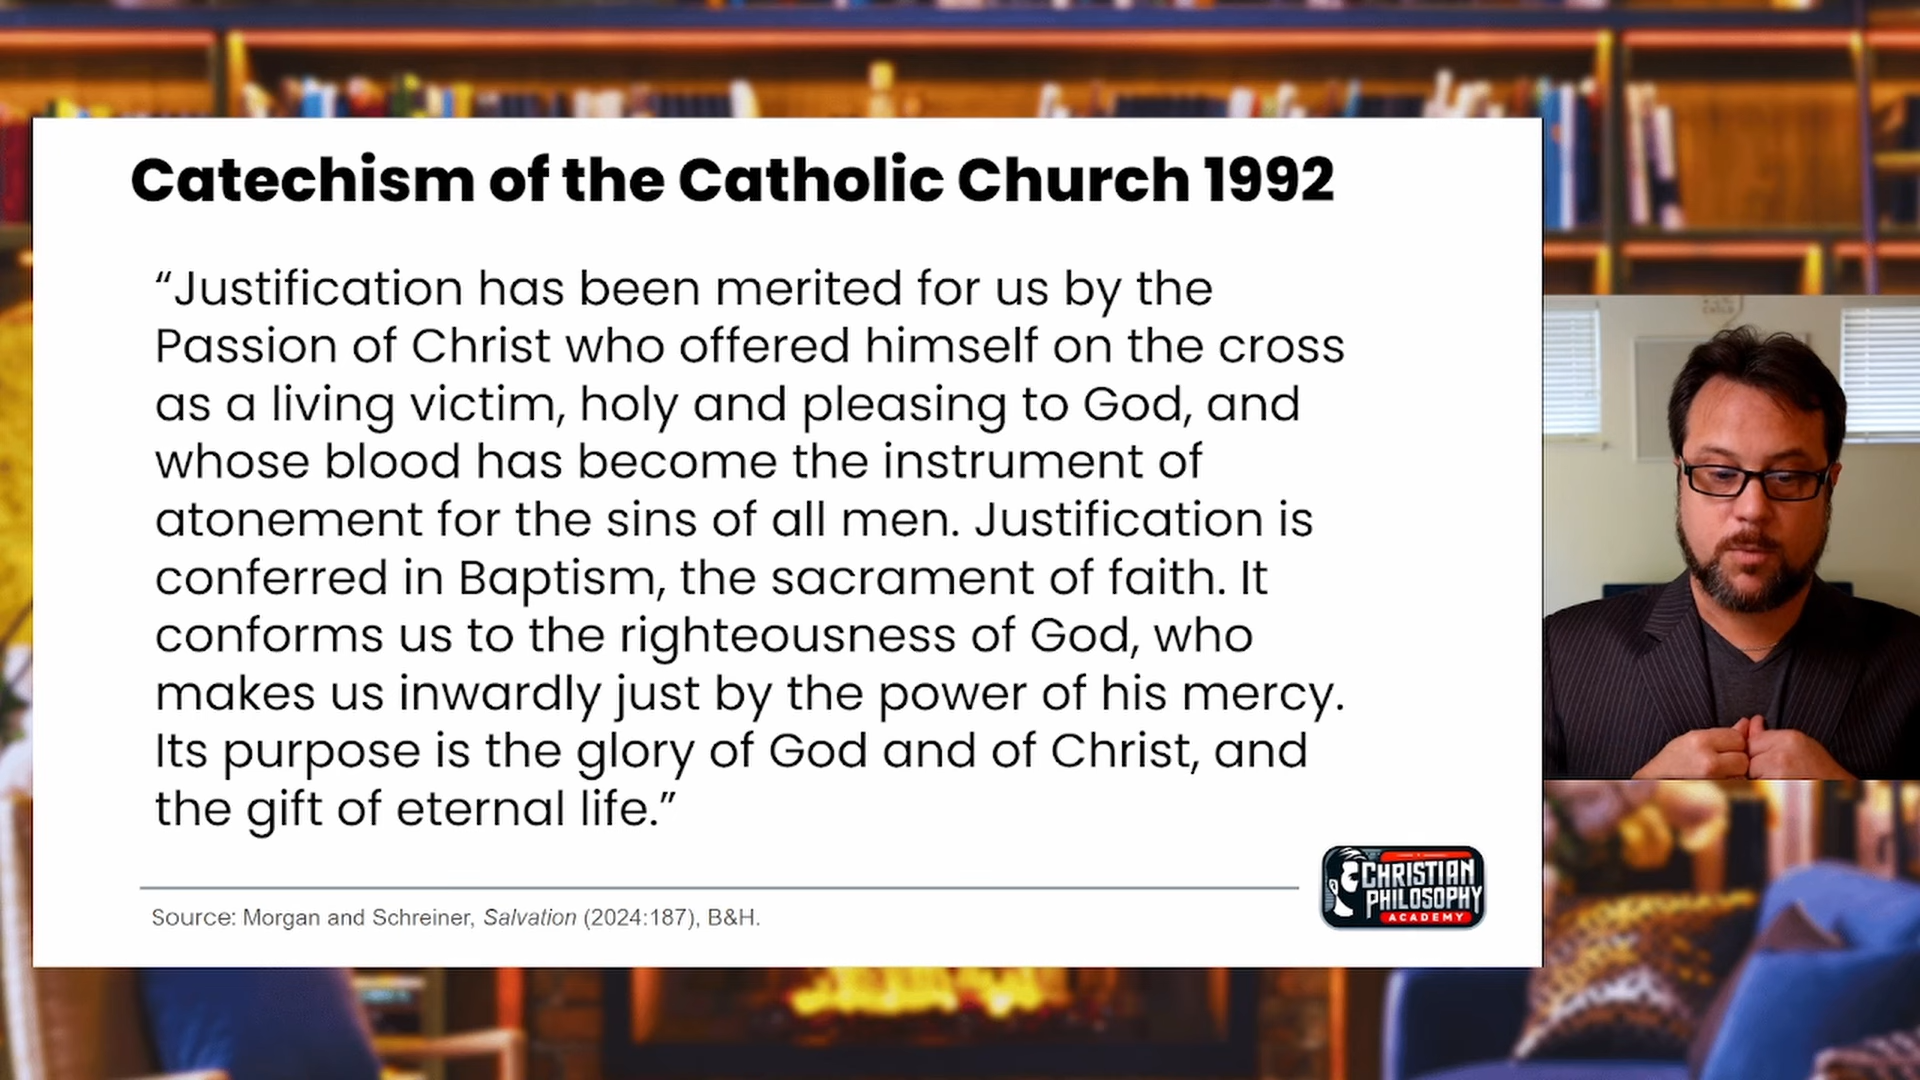 Catechism of the Catholic Church 1992
“Justification has been merited for us by the
Passion of Christ who offered himself on the cross
as a living victim, holy and pleasing to God, and
whose blood has become the instrument of
atonement for the sins of all men. Justification is
conferred in Baptism, the sacrament of faith. It
conforms us to the righteousness of God, who
makes us inwardly just by the power of his mercy.
Its purpose is the glory of God and of Christ, and
the gift of eternal life.”
Source: Morgan and Schreiner, Salvation (2024:187), B&H.
CHRISTIAN
PHILOSOPHY
ACADEMY